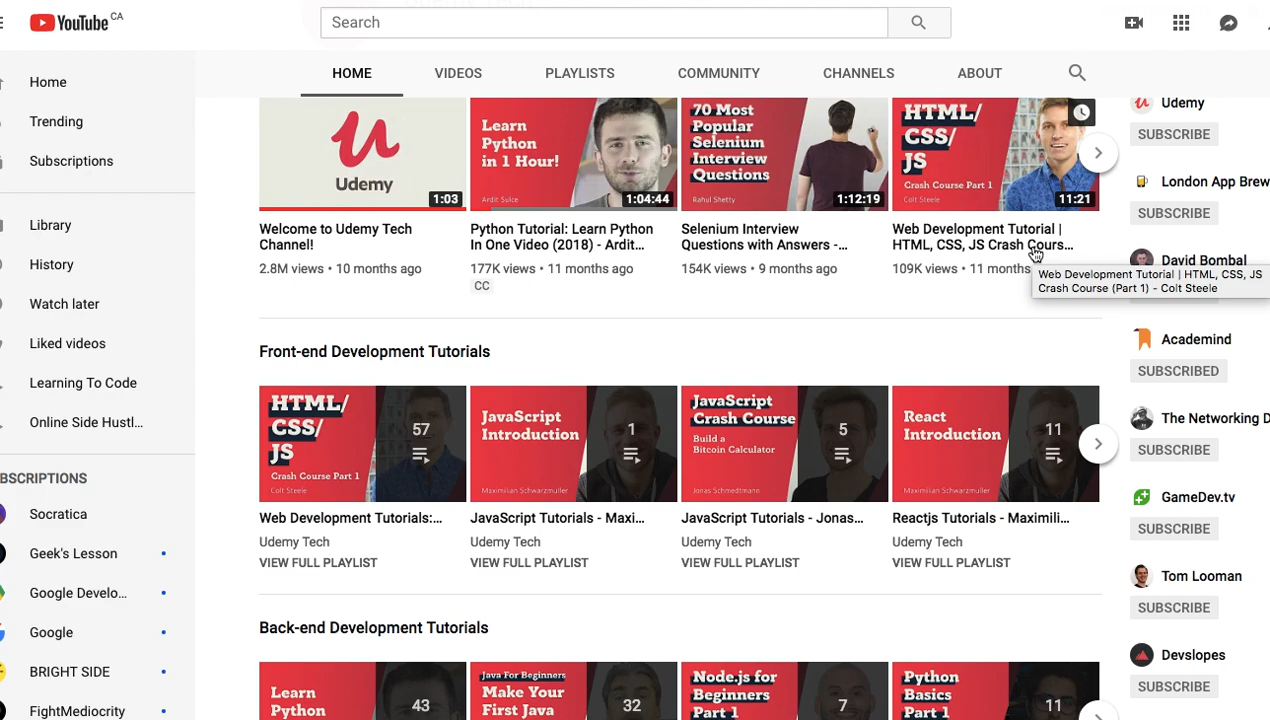 YouTube CA
Search
HOME VIDEOS PLAYLISTS COMMUNITY CHANNELS ABOUT
Home
Trending
Subscriptions
Library
History
Watch later
Liked videos
Learning To Code
Online Side Hustl...
BSCRIPTIONS
Socratica
Geek's Lesson
Google Develo...
Google
BRIGHT SIDE
FightMediocrity
Udemy
1:03
Welcome to Udemy Tech
Channel!
2.8M views • 10 months ago
Learn
Python
in 1 Hour!
Ardit Sulce
1:04:44
Python Tutorial: Learn Python
In One Video (2018) - Ardit...
177K views • 11 months ago
CC
70 Most
Popular
Selenium
Interview
Questions
Rahul Shetty
1:12:19
Selenium Interview
Questions with Answers -...
154K views • 9 months ago
HTML/
CSS/
JS
Crash Course Part 1
Colt Steele
11:21
Web Development Tutorial |
HTML, CSS, JS Crash Cours...
109K views • 11 months
Web Development Tutorial | HTML, CSS, JS
Crash Course (Part 1) - Colt Steele
Front-end Development Tutorials
HTML/
CSS/
JS
Crash Course Part 1
Colt Steele
57
Web Development Tutorials:...
Udemy Tech
VIEW FULL PLAYLIST
JavaScript
Introduction
Maximilian Schwarzmuller
1
JavaScript Tutorials - Maxi...
Udemy Tech
VIEW FULL PLAYLIST
JavaScript
Crash Course
Build a
Bitcoin Calculator
Jonas Schmedtmann
5
JavaScript Tutorials - Jonas...
Udemy Tech
VIEW FULL PLAYLIST
React
Introduction
Maximilian Schwarzmuller
11
Reactjs Tutorials - Maximili...
Udemy Tech
VIEW FULL PLAYLIST
Back-end Development Tutorials
Learn
Python
43
Java For Beginners
Make Your
First Java
32
Node.js for
Beginners
Part 1
7
Python
Basics
Part 1
11
Udemy
SUBSCRIBE
London App Brew
SUBSCRIBE
David Bombal
Academind
SUBSCRIBED
The Networking D
SUBSCRIBE
GameDev.tv
SUBSCRIBE
Tom Looman
SUBSCRIBE
Devslopes
SUBSCRIBE